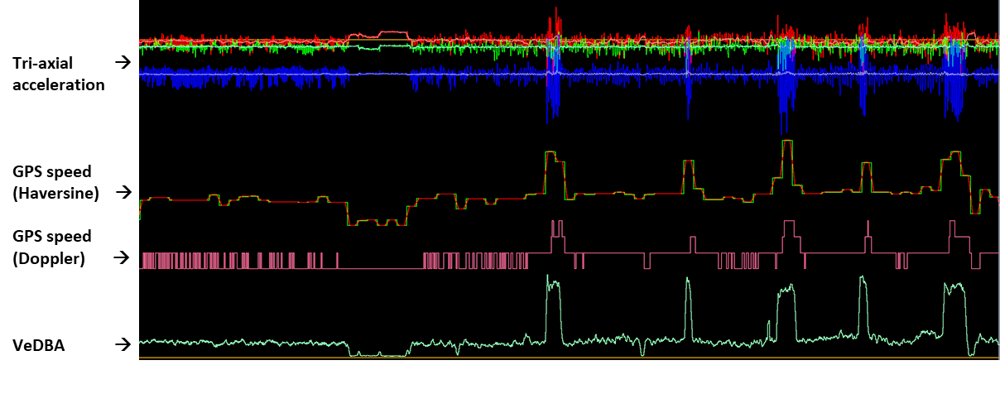 Tri-axial →
acceleration
GPS speed
(Haversine) →
GPS speed
(Doppler) →
VeDBA →